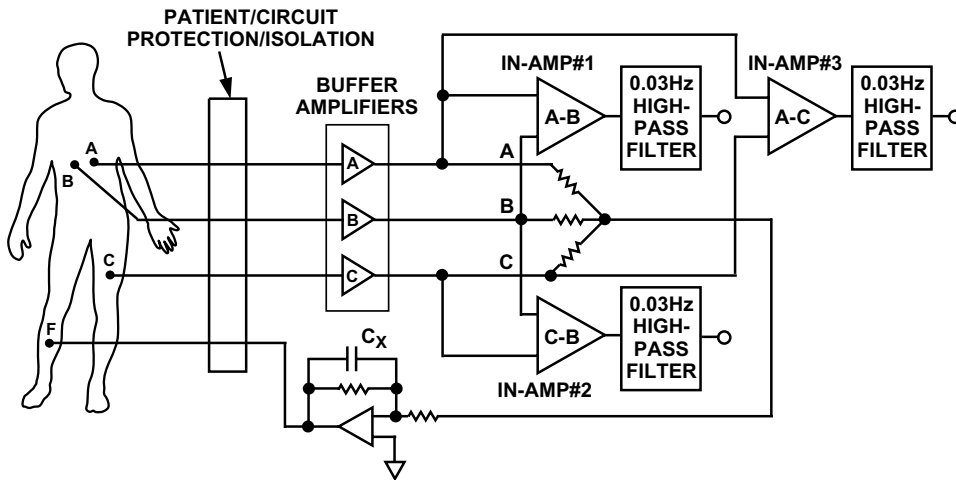 PATIENT/CIRCUIT
PROTECTION/ISOLATION
BUFFER
AMPLIFIERS
IN-AMP#1
A-B
0.03Hz
HIGH-
PASS
FILTER
IN-AMP#3
A-C
0.03Hz
HIGH-
PASS
FILTER
A
B
C
F
A
B
C
A
B
C
C-B
IN-AMP#2
0.03Hz
HIGH-
PASS
FILTER
CX